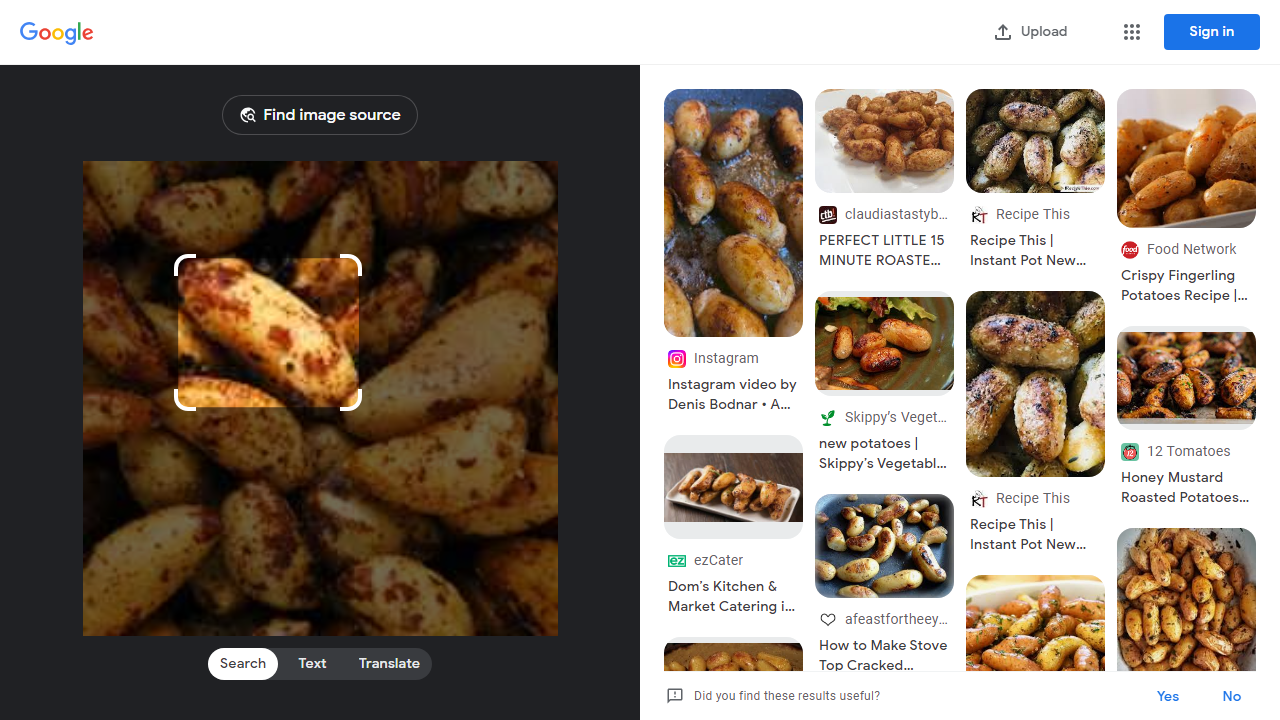 Google
Upload
Sign in
Find image source
Search
Text
Translate
Instagram
Instagram video by
Denis Bodnar • A...
ezCater
Dom's Kitchen &
Market Catering i...
claudiastastyb...
PERFECT LITTLE 15
MINUTE ROASTE...
Skippy's Veget...
new potatoes |
Skippy's Vegetabl...
afeastfortheey...
How to Make Stove
Top Cracked...
Recipe This
Recipe This |
Instant Pot New...
Recipe This
Recipe This |
Instant Pot New...
Food Network
Crispy Fingerling
Potatoes Recipe |...
12 Tomatoes
Honey Mustard
Roasted Potatoes...
Did you find these results useful?
Yes
No